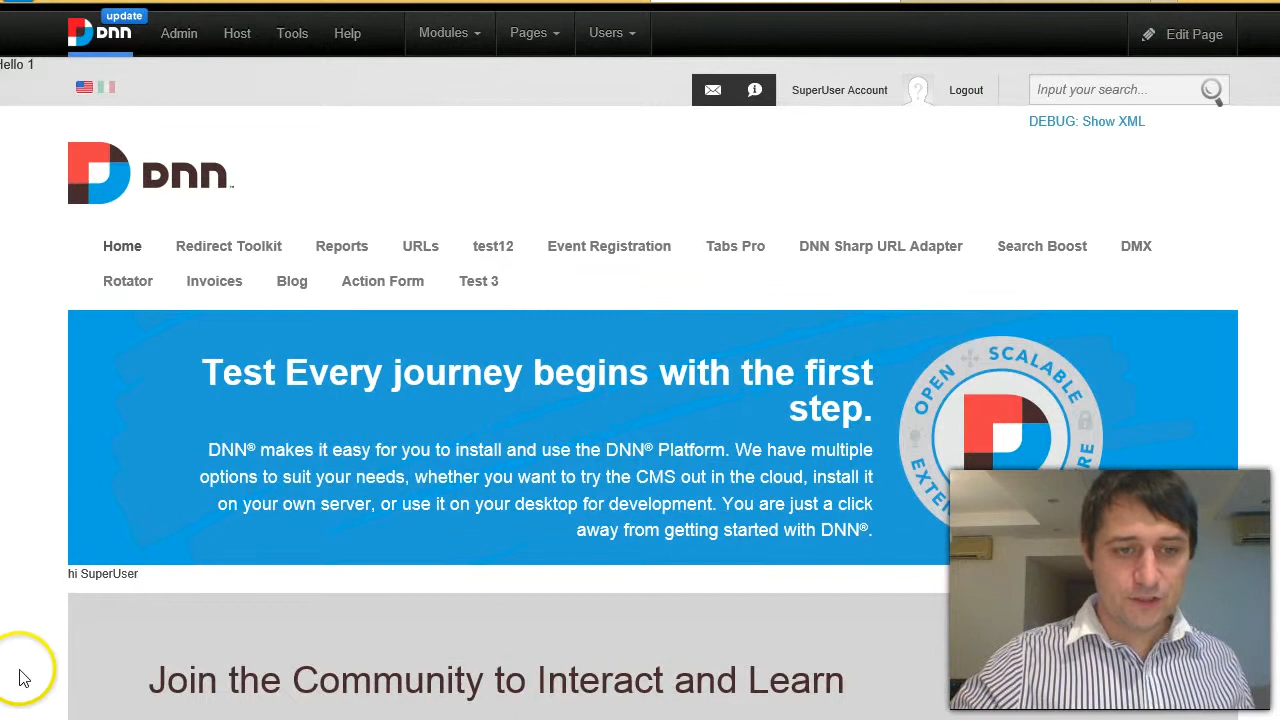 update
DNN Admin Host Tools Help Modules Pages Users Edit Page
Hello 1
SuperUser Account Logout Input your search...
DEBUG: Show XML
DNN
Home Redirect Toolkit Reports URLs test12 Event Registration Tabs Pro DNN Sharp URL Adapter Search Boost DMX
Rotator Invoices Blog Action Form Test 3
Test Every journey begins with the first
step.
DNN® makes it easy for you to install and use the DNN® Platform. We have multiple
options to suit your needs, whether you want to try the CMS out in the cloud, install it
on your own server, or use it on your desktop for development. You are just a click
away from getting started with DNN®.
OPEN SCALABLE
hi SuperUser
Join the Community to Interact and Learn